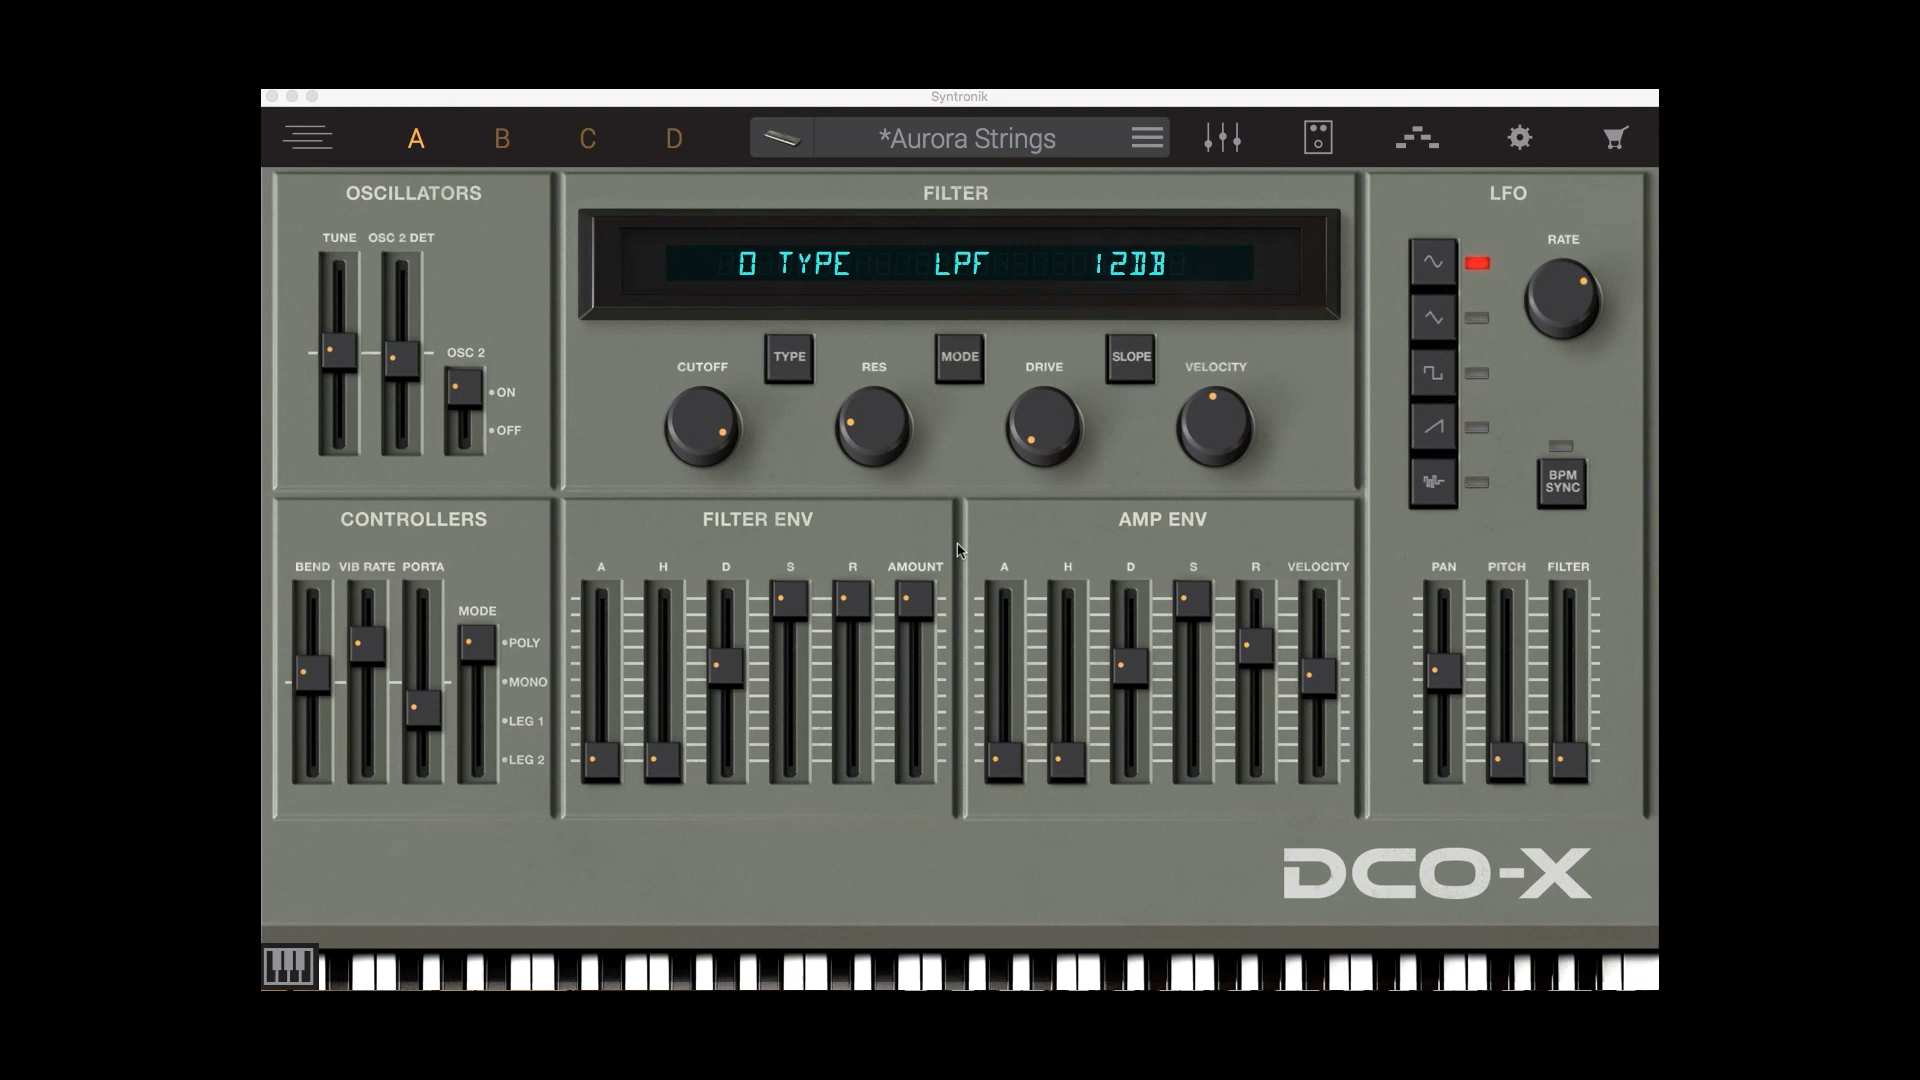 Syntronik
A B C D *Aurora Strings
OSCILLATORS
TUNE OSC 2 DET
OSC 2
ON
OFF
FILTER
O TYPE LPF 12DB
TYPE MODE SLOPE
CUTOFF RES DRIVE VELOCITY
LFO
RATE
BPM
SYNC
PAN PITCH FILTER
CONTROLLERS
BEND VIB RATE PORTA
MODE
POLY
MONO
LEG 1
LEG 2
FILTER ENV
A H D S R AMOUNT
AMP ENV
A H D S R VELOCITY
DCO-X